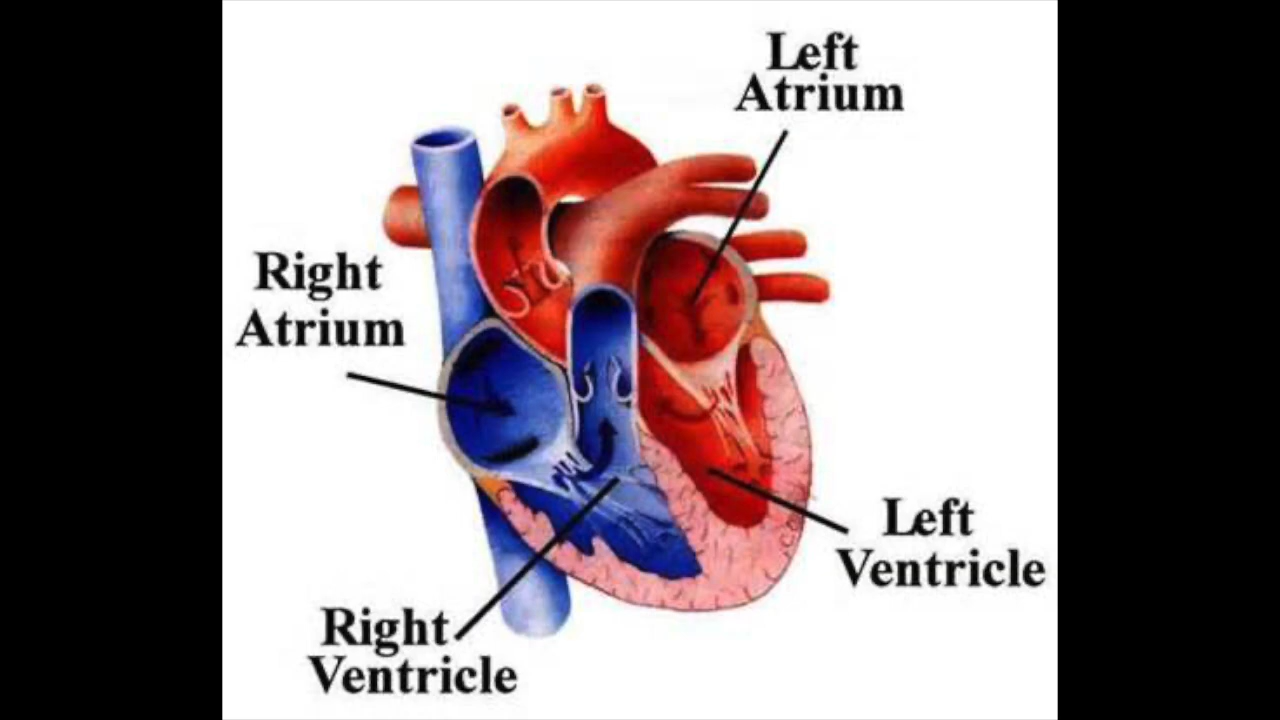 Left
Atrium
Right
Atrium
Left
Ventricle
Right
Ventricle